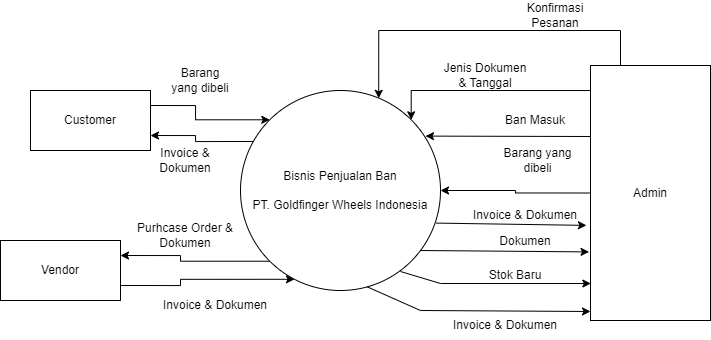 Konfirmasi
Pesanan
Barang
yang dibeli
Jenis Dokumen
& Tanggal
Customer
Ban Masuk
Invoice &
Dokumen
Barang yang
dibeli
Bisnis Penjualan Ban
PT. Goldfinger Wheels Indonesia
Admin
Invoice & Dokumen
Purhcase Order &
Dokumen
Dokumen
Vendor
Stok Baru
Invoice & Dokumen
Invoice & Dokumen